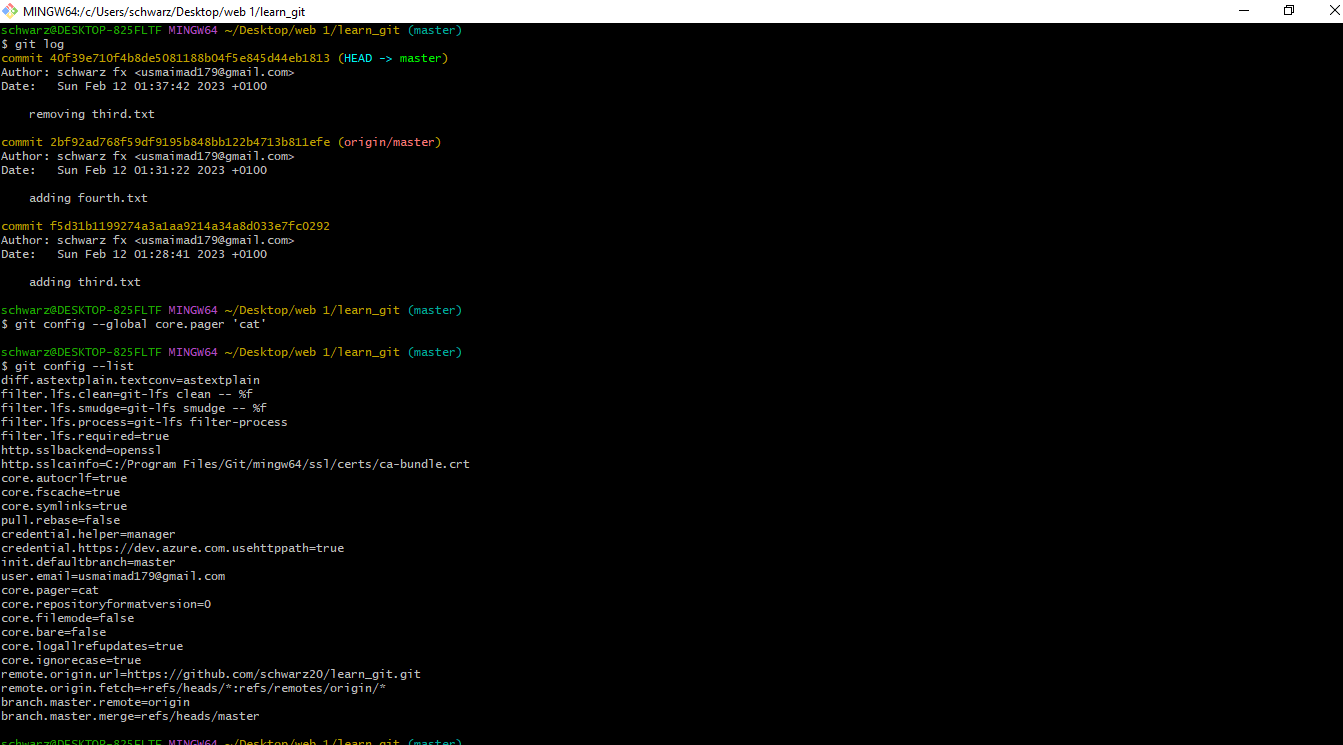 MINGW64:/c/Users/schwarz/Desktop/web 1/learn_git
schwarz@DESKTOP-825FLTF MINGW64 ~/Desktop/web 1/learn_git (master)
$ git log
commit 40f39e710f4b8de5081188b04f5e845d44eb1813 (HEAD -> master)
Author: schwarz fx <usmaimad179@gmail.com>
Date:   Sun Feb 12 01:37:42 2023 +0100
    removing third.txt
commit 2bf92ad768f59df9195b848bb122b4713b811efe (origin/master)
Author: schwarz fx <usmaimad179@gmail.com>
Date:   Sun Feb 12 01:31:22 2023 +0100
    adding fourth.txt
commit f5d31b1199274a3a1aa9214a34a8d033e7fc0292
Author: schwarz fx <usmaimad179@gmail.com>
Date:   Sun Feb 12 01:28:41 2023 +0100
    adding third.txt
schwarz@DESKTOP-825FLTF MINGW64 ~/Desktop/web 1/learn_git (master)
$ git config --global core.pager 'cat'
schwarz@DESKTOP-825FLTF MINGW64 ~/Desktop/web 1/learn_git (master)
$ git config --list
diff.astextplain.textconv=astextplain
filter.lfs.clean=git-lfs clean -- %f
filter.lfs.smudge=git-lfs smudge -- %f
filter.lfs.process=git-lfs filter-process
filter.lfs.required=true
http.sslbackend=openssl
http.sslcainfo=C:/Program Files/Git/mingw64/ssl/certs/ca-bundle.crt
core.autocrlf=true
core.fscache=true
core.symlinks=true
pull.rebase=false
credential.helper=manager
credential.https://dev.azure.com.usehttppath=true
init.defaultbranch=master
user.email=usmaimad179@gmail.com
core.pager=cat
core.repositoryformatversion=0
core.filemode=false
core.bare=false
core.logallrefupdates=true
core.ignorecase=true
remote.origin.url=https://github.com/schwarz20/learn_git.git
remote.origin.fetch=+refs/heads/*:refs/remotes/origin/*
branch.master.remote=origin
branch.master.merge=refs/heads/master
schwarz@DESKTOP-825FLTF MINGW64 ~/Desktop/web 1/learn_git (master)